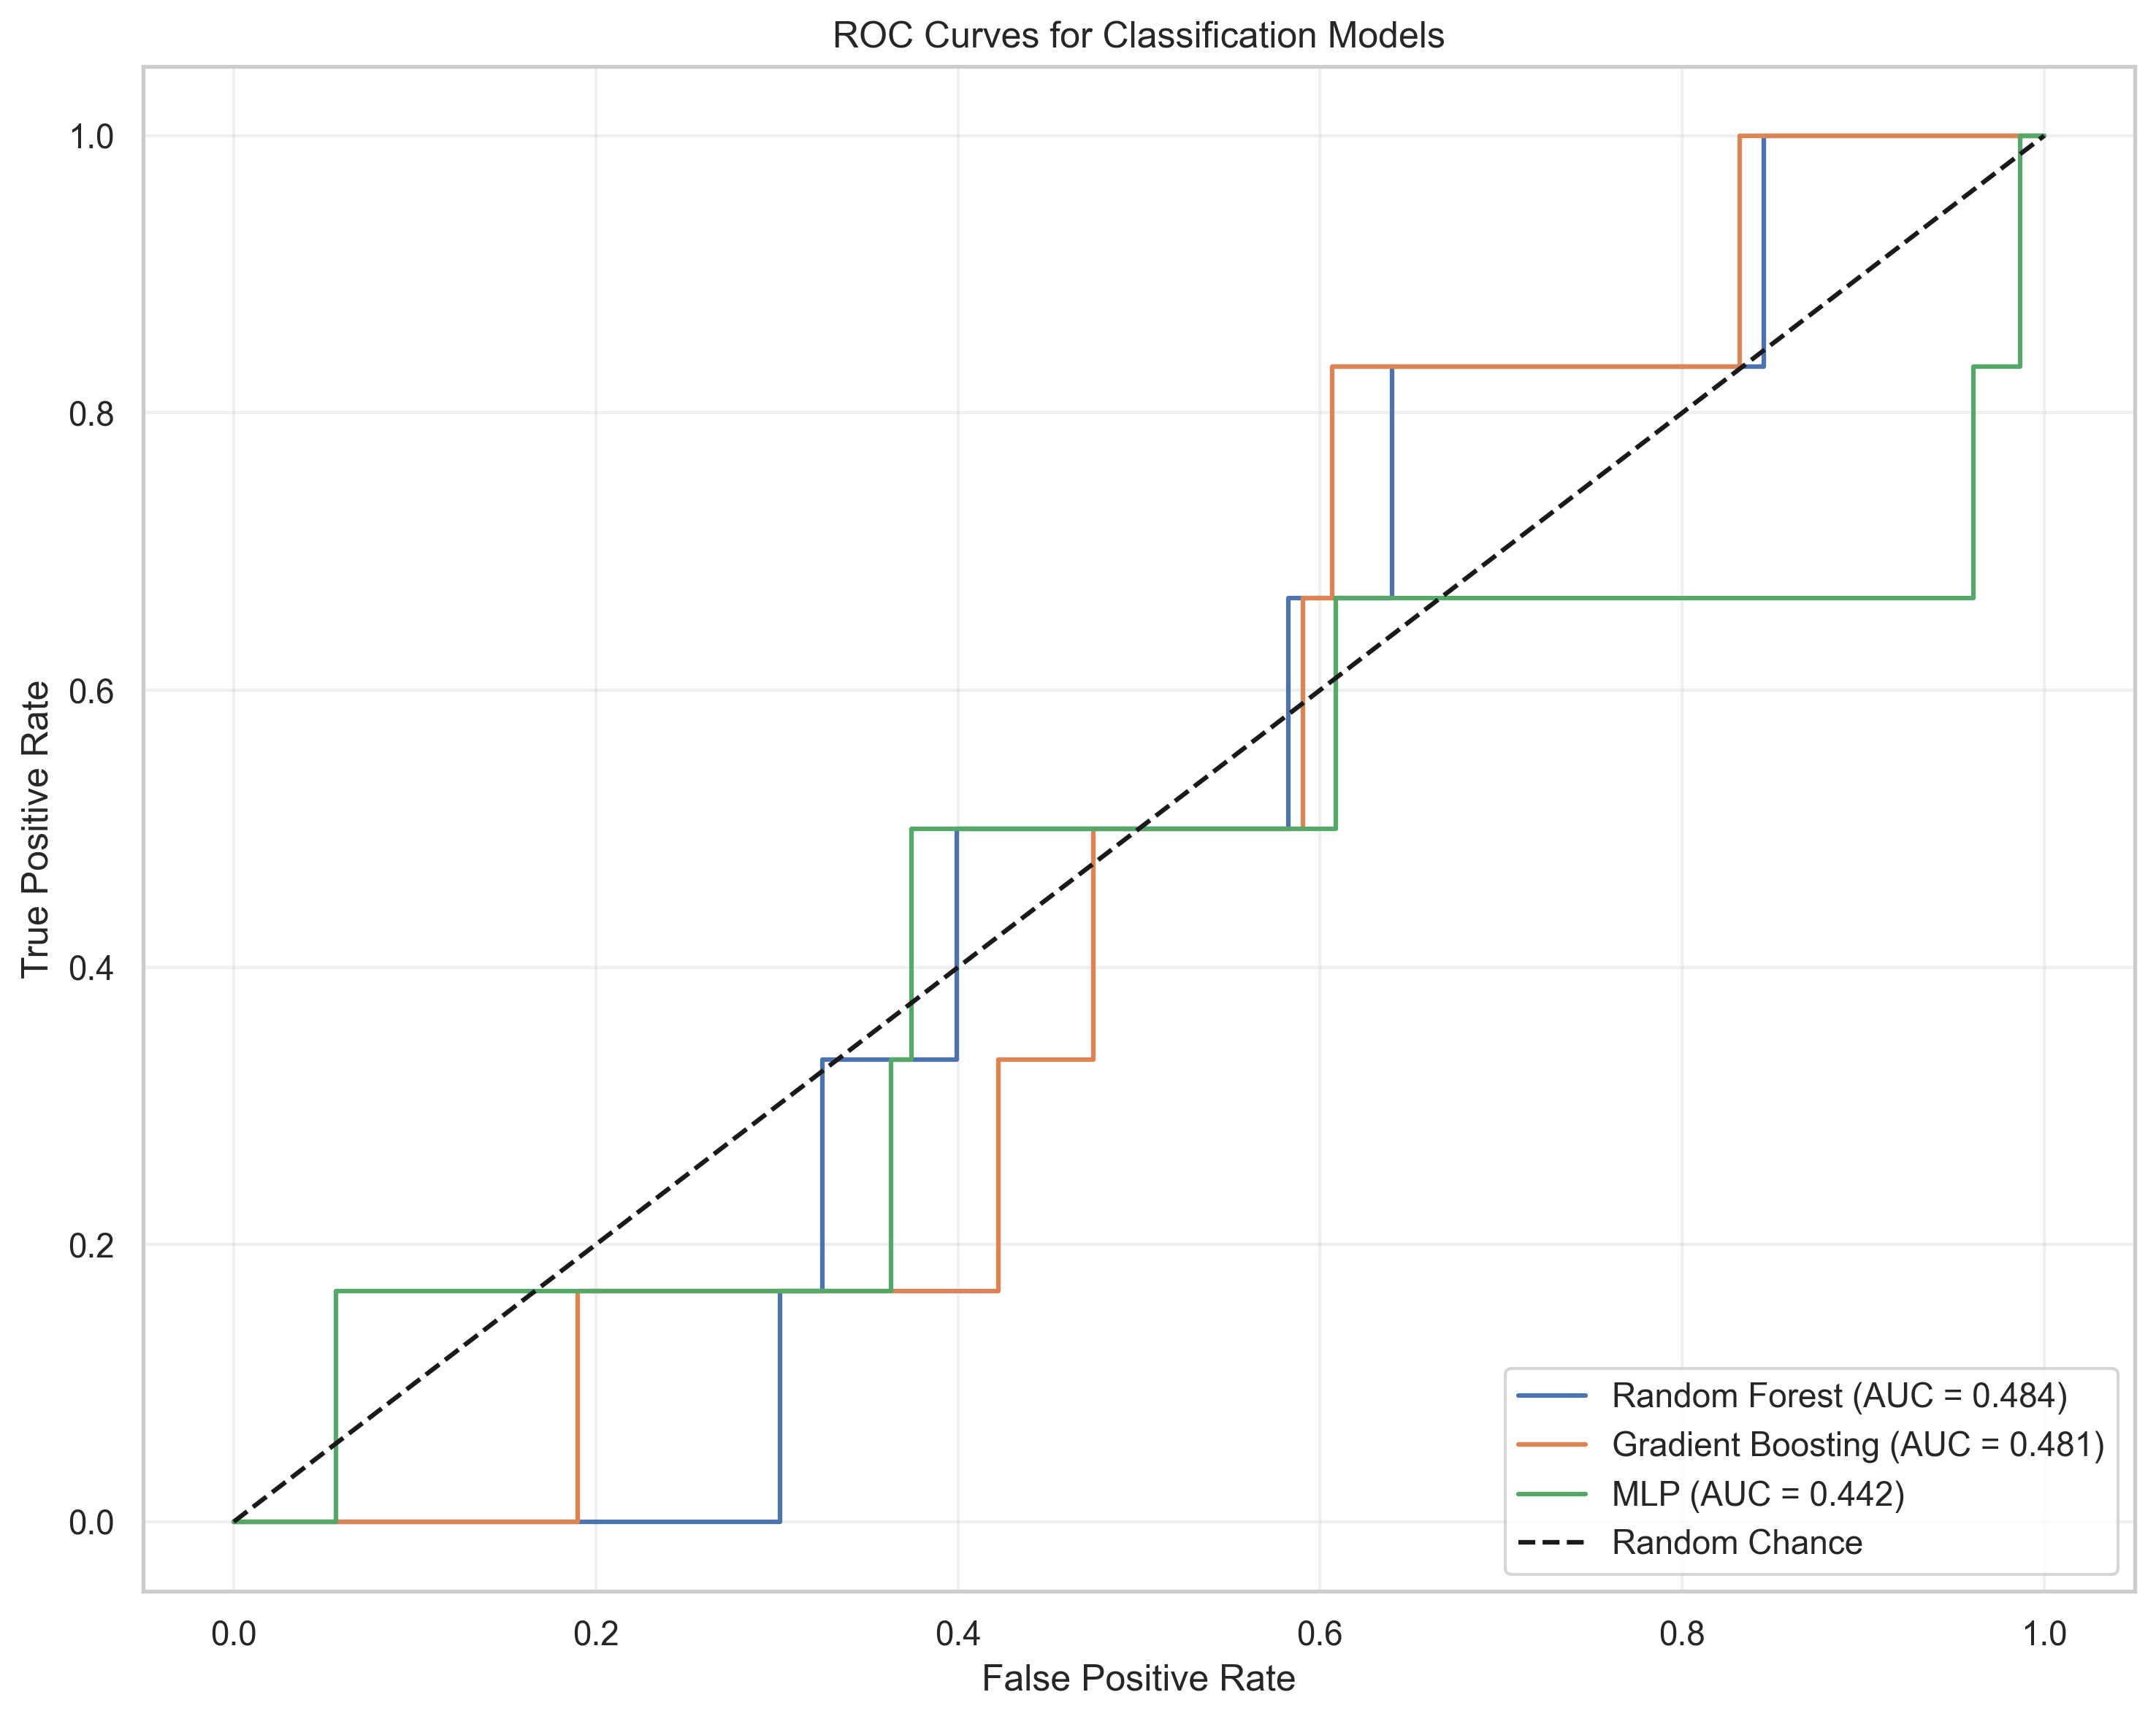 ROC Curves for Classification Models
True Positive Rate
1.0
0.8
0.6
0.4
0.2
0.0
0.0 0.2 0.4 0.6 0.8 1.0
False Positive Rate
Random Forest (AUC = 0.484)
Gradient Boosting (AUC = 0.481)
MLP (AUC = 0.442)
Random Chance